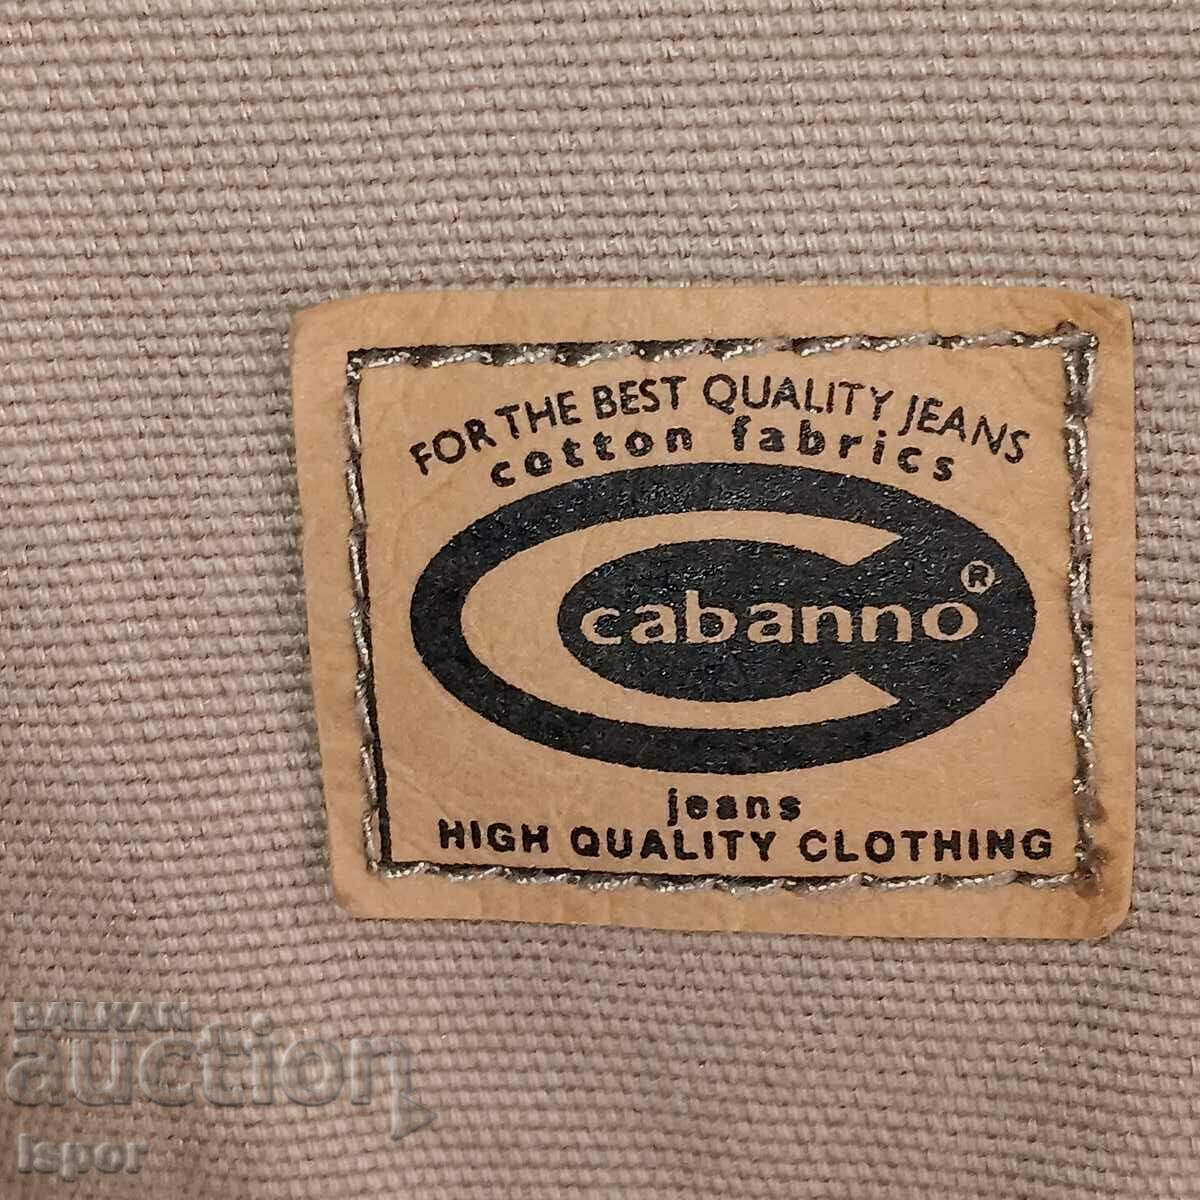 FOR THE BEST QUALITY JEANS
cotton fabrics
cabanno®
jeans
HIGH QUALITY CLOTHING
BALKAN
auction
Ispor